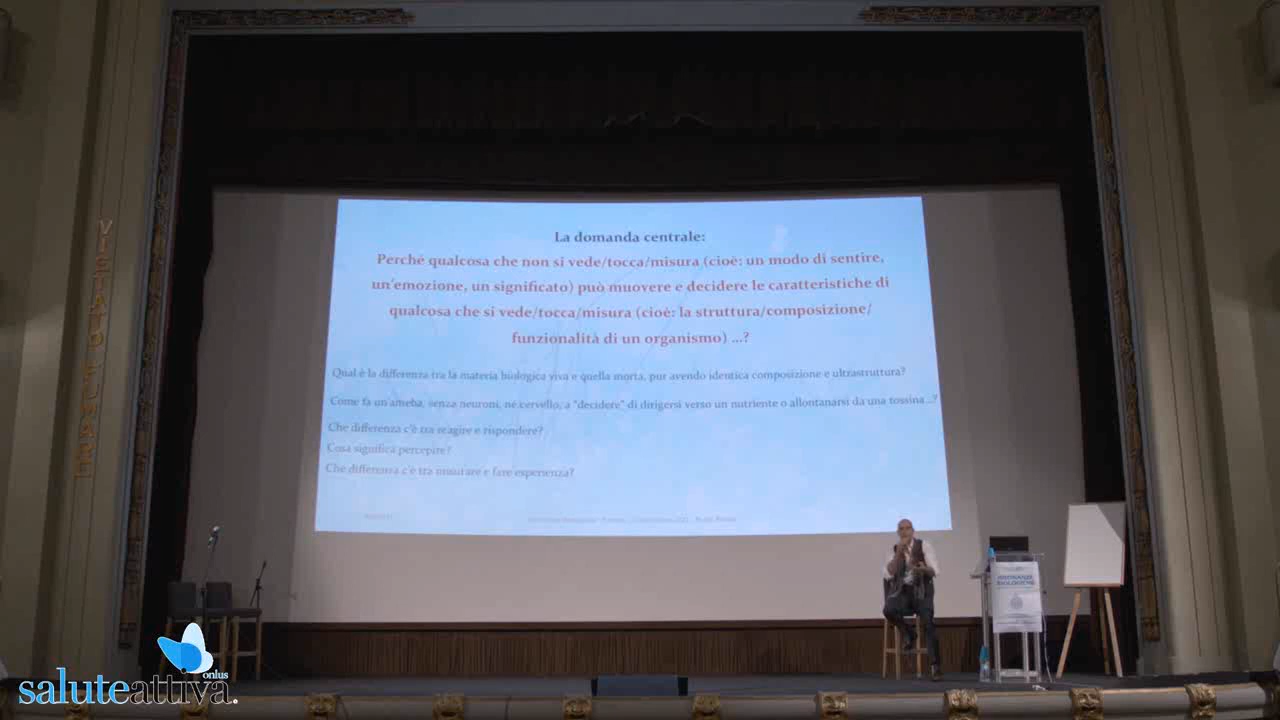 VIETATO FUMARE
La domanda centrale:
Perché qualcosa che non si vede/tocca/misura (cioè: un modo di sentire,
un'emozione, un significato) può muovere e decidere le caratteristiche di
qualcosa che si vede/tocca/misura (cioè: la struttura/composizione/
funzionalità di un organismo) ...?
Qual è la differenza tra la materia biologica viva e quella morta, pur avendo identica composizione e ultrastruttura?
Come fa un'ameba, senza neuroni, né cervello, a "decidere" di dirigersi verso un nutriente o allontanarsi da una tossina...?
Che differenza c'è tra reagire e rispondere?
Cosa significa percepire?
Che differenza c'è tra misurare e fare esperienza?
RISONANZE
BIOLOGICHE
onlus
saluteattiva.